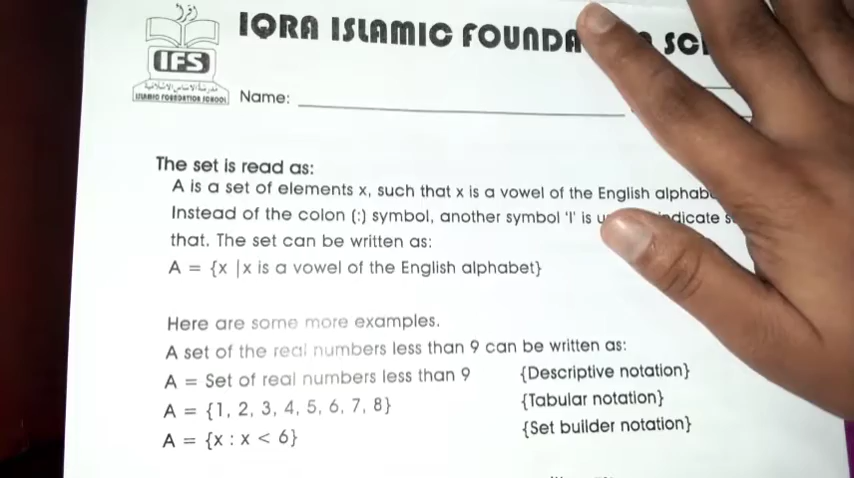 اقرأ
IQRA ISLAMIC FOUNDA SC
IFS
ISLAMIC FOUNDATION SCHOOL
Name:
The set is read as:
A is a set of elements x, such that x is a vowel of the English alphab
Instead of the colon (:) symbol, another symbol 'I' is u dicate s
that. The set can be written as:
A = {x |x is a vowel of the English alphabet}
Here are some more examples.
A set of the real numbers less than 9 can be written as:
A = Set of real numbers less than 9 {Descriptive notation}
A = {1, 2, 3, 4, 5, 6, 7, 8} {Tabular notation}
A = {x : x < 6} {Set builder notation}